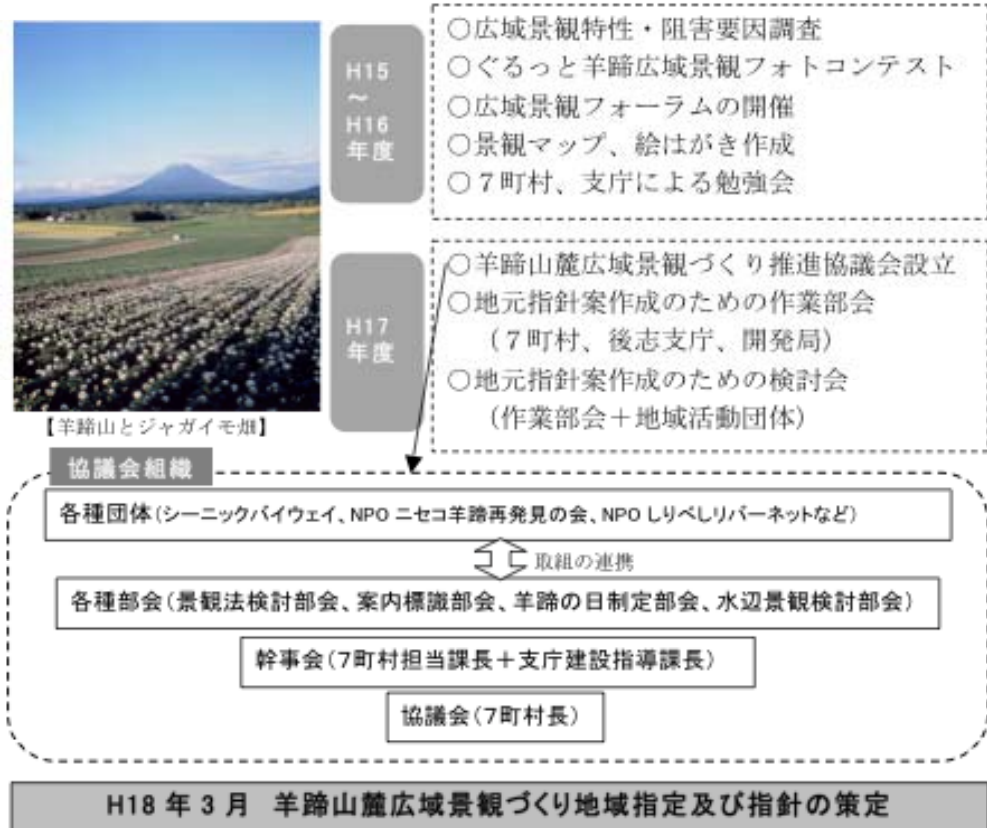 H15
～
H16
年度
○広域景観特性・阻害要因調査
○ぐるっと羊蹄広域景観フォトコンテスト
○広域景観フォーラムの開催
○景観マップ、絵はがき作成
○７町村、支庁による勉強会
H17
年度
○羊蹄山麓広域景観づくり推進協議会設立
○地元指針案作成のための作業部会
（７町村、後志支庁、開発局）
○地元指針案作成のための検討会
（作業部会＋地域活動団体）
【羊蹄山とジャガイモ畑】
協議会組織
各種団体（シーニックバイウェイ、NPO ニセコ羊蹄再発見の会、NPO しりべしリバーネットなど）
取組の連携
各種部会（景観法検討部会、案内標識部会、羊蹄の日制定部会、水辺景観検討部会）
幹事会（７町村担当課長＋支庁建設指導課長）
協議会（７町村長）
H18 年 3 月　羊蹄山麓広域景観づくり地域指定及び指針の策定